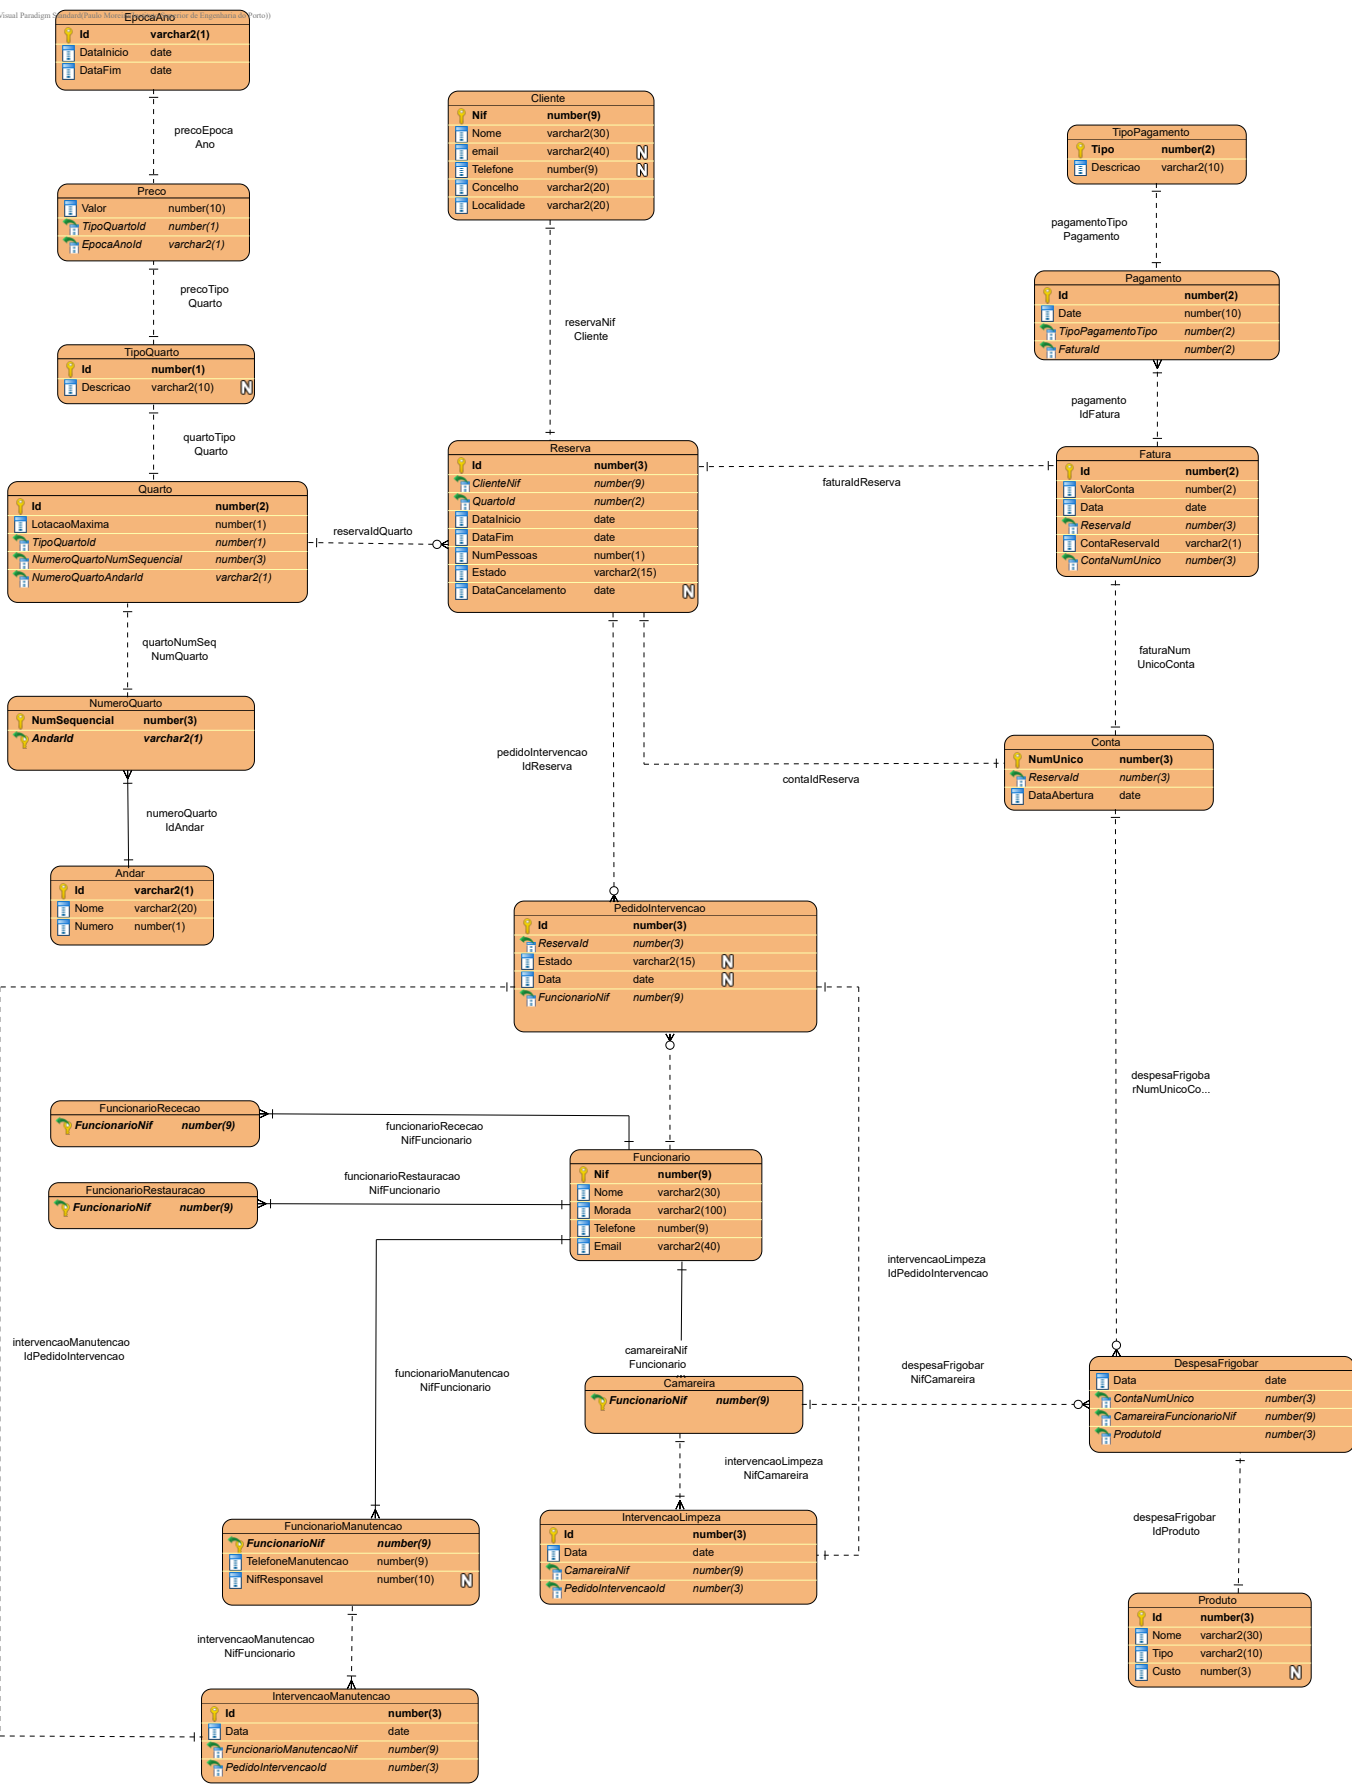 EpocaAno
Id varchar2(1)
DataInicio date
DataFim date
precoEpoca
Ano
Preco
Valor number(10)
TipoQuartoId number(1)
EpocaAnoId varchar2(1)
precoTipo
Quarto
TipoQuarto
Id number(1)
Descricao varchar2(10) N
quartoTipo
Quarto
Quarto
Id number(2)
LotacaoMaxima number(1)
TipoQuartoId number(1)
NumeroQuartoNumSequencial number(3)
NumeroQuartoAndarId varchar2(1)
quartoNumSeq
NumQuarto
NumeroQuarto
NumSequencial number(3)
AndarId varchar2(1)
numeroQuarto
IdAndar
Andar
Id varchar2(1)
Nome varchar2(20)
Numero number(1)
Cliente
Nif number(9)
Nome varchar2(30)
email varchar2(40) N
Telefone number(9) N
Concelho varchar2(20)
Localidade varchar2(20)
reservaNif
Cliente
reservaIdQuarto
Reserva
Id number(3)
ClienteNif number(9)
QuartoId number(2)
DataInicio date
DataFim date
NumPessoas number(1)
Estado varchar2(15)
DataCancelamento date N
faturaIdReserva
TipoPagamento
Tipo number(2)
Descricao varchar2(10)
pagamentoTipo
Pagamento
Pagamento
Id number(2)
Date number(10)
TipoPagamentoTipo number(2)
FaturaId number(2)
pagamento
IdFatura
Fatura
Id number(2)
ValorConta number(2)
Data date
ReservaId number(3)
ContaReservaId varchar2(1)
ContaNumUnico number(3)
faturaNum
UnicoConta
Conta
NumUnico number(3)
ReservaId number(3)
DataAbertura date
contaIdReserva
pedidoIntervencao
IdReserva
PedidoIntervencao
Id number(3)
ReservaId number(3)
Estado varchar2(15) N
Data date N
FuncionarioNif number(9)
despesaFrigoba
rNumUnicoCo...
FuncionarioRececao
FuncionarioNif number(9)
funcionarioRececao
NifFuncionario
FuncionarioRestauracao
FuncionarioNif number(9)
funcionarioRestauracao
NifFuncionario
Funcionario
Nif number(9)
Nome varchar2(30)
Morada varchar2(100)
Telefone number(9)
Email varchar2(40)
intervencaoLimpeza
IdPedidoIntervencao
intervencaoManutencao
IdPedidoIntervencao
funcionarioManutencao
NifFuncionario
camareiraNif
Funcionario
Camareira
FuncionarioNif number(9)
despesaFrigobar
NifCamareira
DespesaFrigobar
Data date
ContaNumUnico number(3)
CamareiraFuncionarioNif number(9)
ProdutoId number(3)
intervencaoLimpeza
NifCamareira
IntervencaoLimpeza
Id number(3)
Data date
CamareiraNif number(9)
PedidoIntervencaoId number(3)
despesaFrigobar
IdProduto
Produto
Id number(3)
Nome varchar2(30)
Tipo varchar2(10)
Custo number(3) N
FuncionarioManutencao
FuncionarioNif number(9)
TelefoneManutencao number(9)
NifResponsavel number(10) N
intervencaoManutencao
NifFuncionario
IntervencaoManutencao
Id number(3)
Data date
FuncionarioManutencaoNif number(9)
PedidoIntervencaoId number(3)